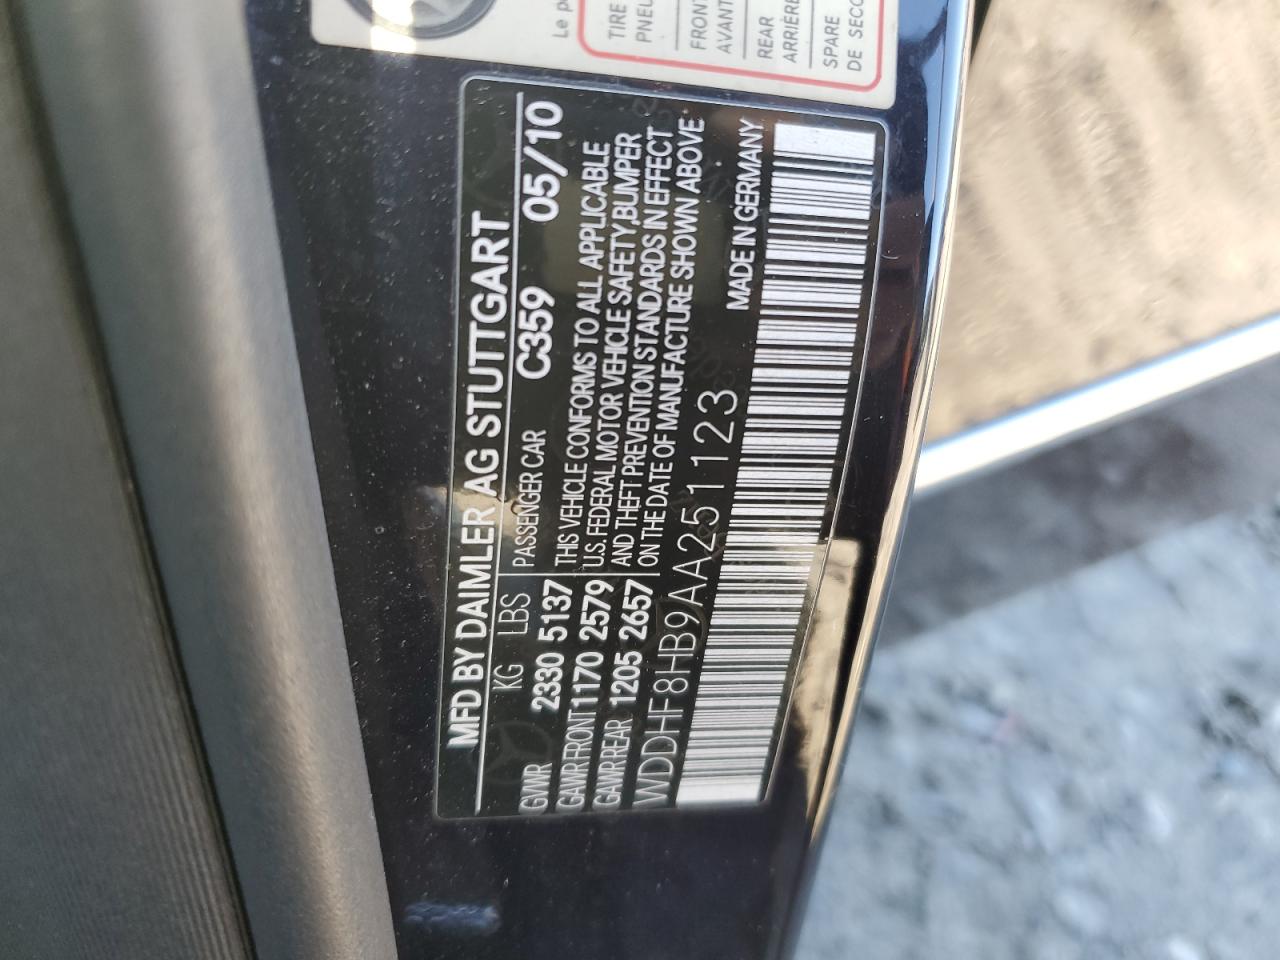 Le p
TIRE
PNEU
FRONT
AVANT
REAR
ARRIÈRE
SPARE
DE SECO
MFD BY DAIMLER AG STUTTGART
KG LBS PASSENGER CAR C359 05/10
GVWR 2330 5137 THIS VEHICLE CONFORMS TO ALL APPLICABLE
GAWR FRONT 1170 2579 U.S. FEDERAL MOTOR VEHICLE SAFETY,BUMPER
GAWR REAR 1205 2657 AND THEFT PREVENTION STANDARDS IN EFFECT
ON THE DATE OF MANUFACTURE SHOWN ABOVE
WDDHF8HB9AA251123 MADE IN GERMANY